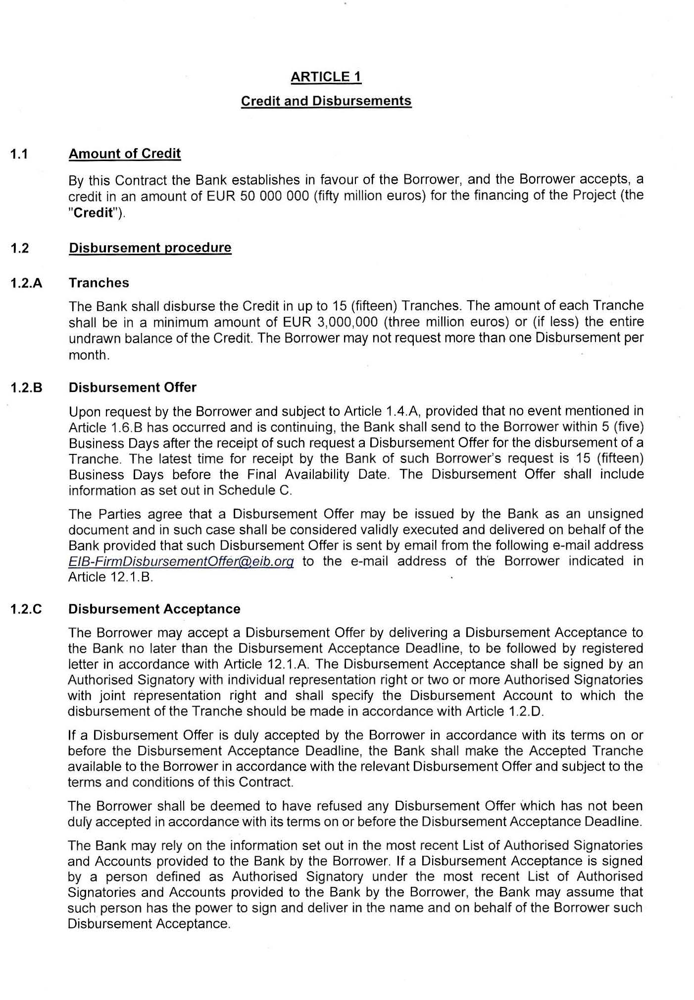 ARTICLE 1
Credit and Disbursements
1.1 Amount of Credit
By this Contract the Bank establishes in favour of the Borrower, and the Borrower accepts, a
credit in an amount of EUR 50 000 000 (fifty million euros) for the financing of the Project (the
"Credit").
1.2 Disbursement procedure
1.2.A Tranches
The Bank shall disburse the Credit in up to 15 (fifteen) Tranches. The amount of each Tranche
shall be in a minimum amount of EUR 3,000,000 (three million euros) or (if less) the entire
undrawn balance of the Credit. The Borrower may not request more than one Disbursement per
month.
1.2.B Disbursement Offer
Upon request by the Borrower and subject to Article 1.4.A, provided that no event mentioned in
Article 1.6.B has occurred and is continuing, the Bank shall send to the Borrower within 5 (five)
Business Days after the receipt of such request a Disbursement Offer for the disbursement of a
Tranche. The latest time for receipt by the Bank of such Borrower's request is 15 (fifteen)
Business Days before the Final Availability Date. The Disbursement Offer shall include
information as set out in Schedule C.
The Parties agree that a Disbursement Offer may be issued by the Bank as an unsigned
document and in such case shall be considered validly executed and delivered on behalf of the
Bank provided that such Disbursement Offer is sent by email from the following e-mail address
EIB-FirmDisbursementOffer@eib.org to the e-mail address of the Borrower indicated in
Article 12.1.B.
1.2.C Disbursement Acceptance
The Borrower may accept a Disbursement Offer by delivering a Disbursement Acceptance to
the Bank no later than the Disbursement Acceptance Deadline, to be followed by registered
letter in accordance with Article 12.1.A. The Disbursement Acceptance shall be signed by an
Authorised Signatory with individual representation right or two or more Authorised Signatories
with joint representation right and shall specify the Disbursement Account to which the
disbursement of the Tranche should be made in accordance with Article 1.2.D.
If a Disbursement Offer is duly accepted by the Borrower in accordance with its terms on or
before the Disbursement Acceptance Deadline, the Bank shall make the Accepted Tranche
available to the Borrower in accordance with the relevant Disbursement Offer and subject to the
terms and conditions of this Contract.
The Borrower shall be deemed to have refused any Disbursement Offer which has not been
duly accepted in accordance with its terms on or before the Disbursement Acceptance Deadline.
The Bank may rely on the information set out in the most recent List of Authorised Signatories
and Accounts provided to the Bank by the Borrower. If a Disbursement Acceptance is signed
by a person defined as Authorised Signatory under the most recent List of Authorised
Signatories and Accounts provided to the Bank by the Borrower, the Bank may assume that
such person has the power to sign and deliver in the name and on behalf of the Borrower such
Disbursement Acceptance.